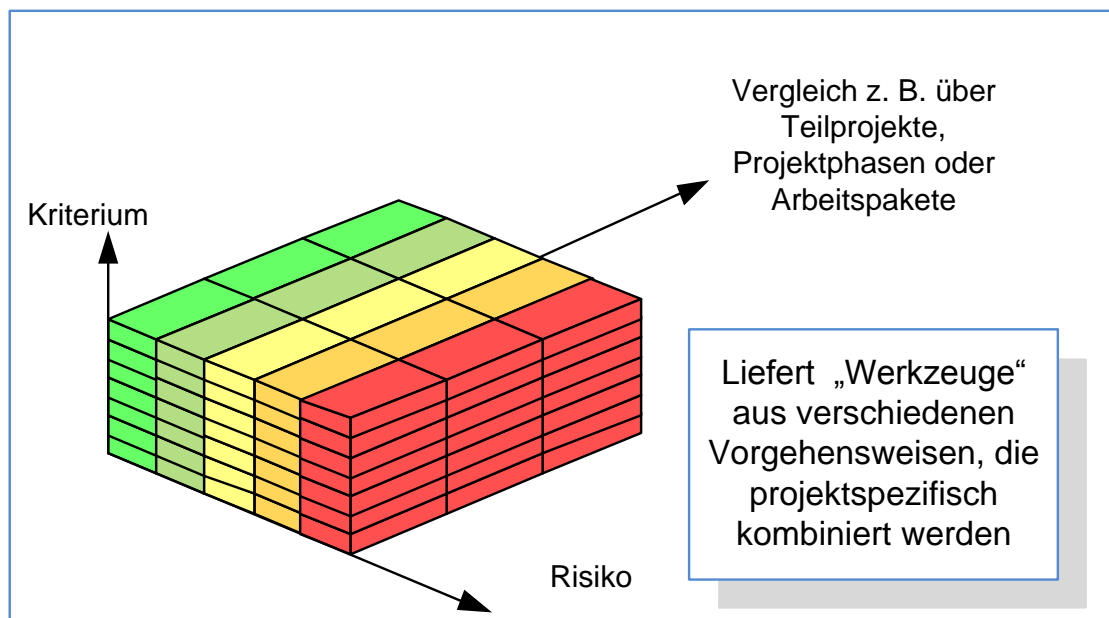 Vergleich z. B. über
Teilprojekte,
Projektphasen oder
Arbeitspakete
Kriterium
Liefert „Werkzeuge“
aus verschiedenen
Vorgehensweisen, die
projektspezifisch
kombiniert werden
Risiko